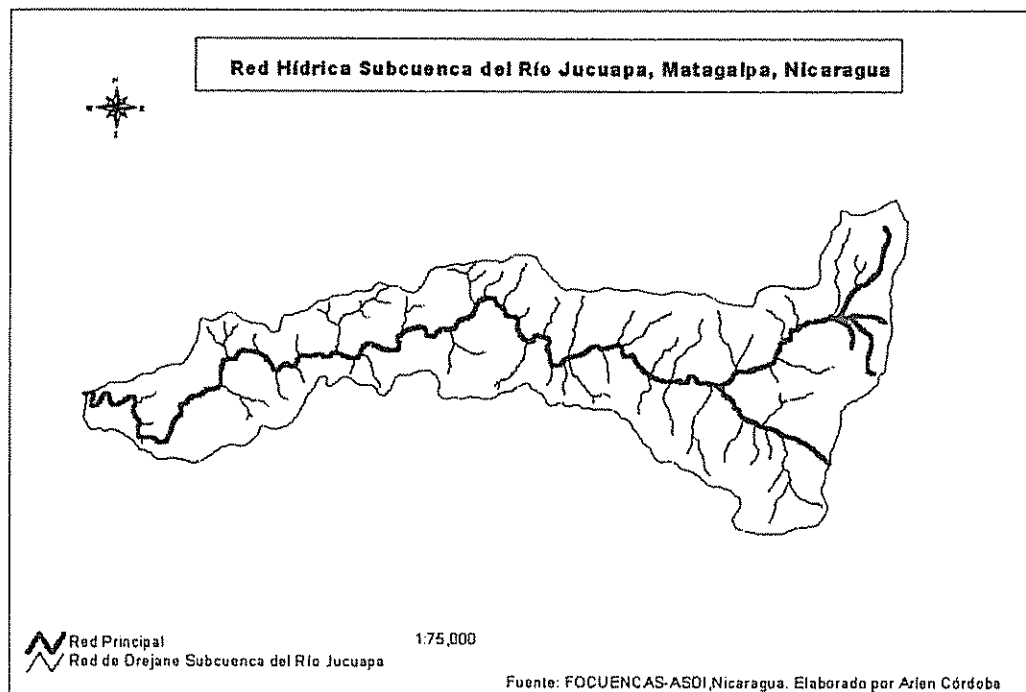 Red Hídrica Subcuenca del Río Jucuapa, Matagalpa, Nicaragua
N
W E
S
Red Principal
1:75,000
Red de Drejane Subcuenca del Río Jucuapa
Fuente: FOCUENCAS-ASDI,Nicaragua. Elaborado por Arlen Córdoba